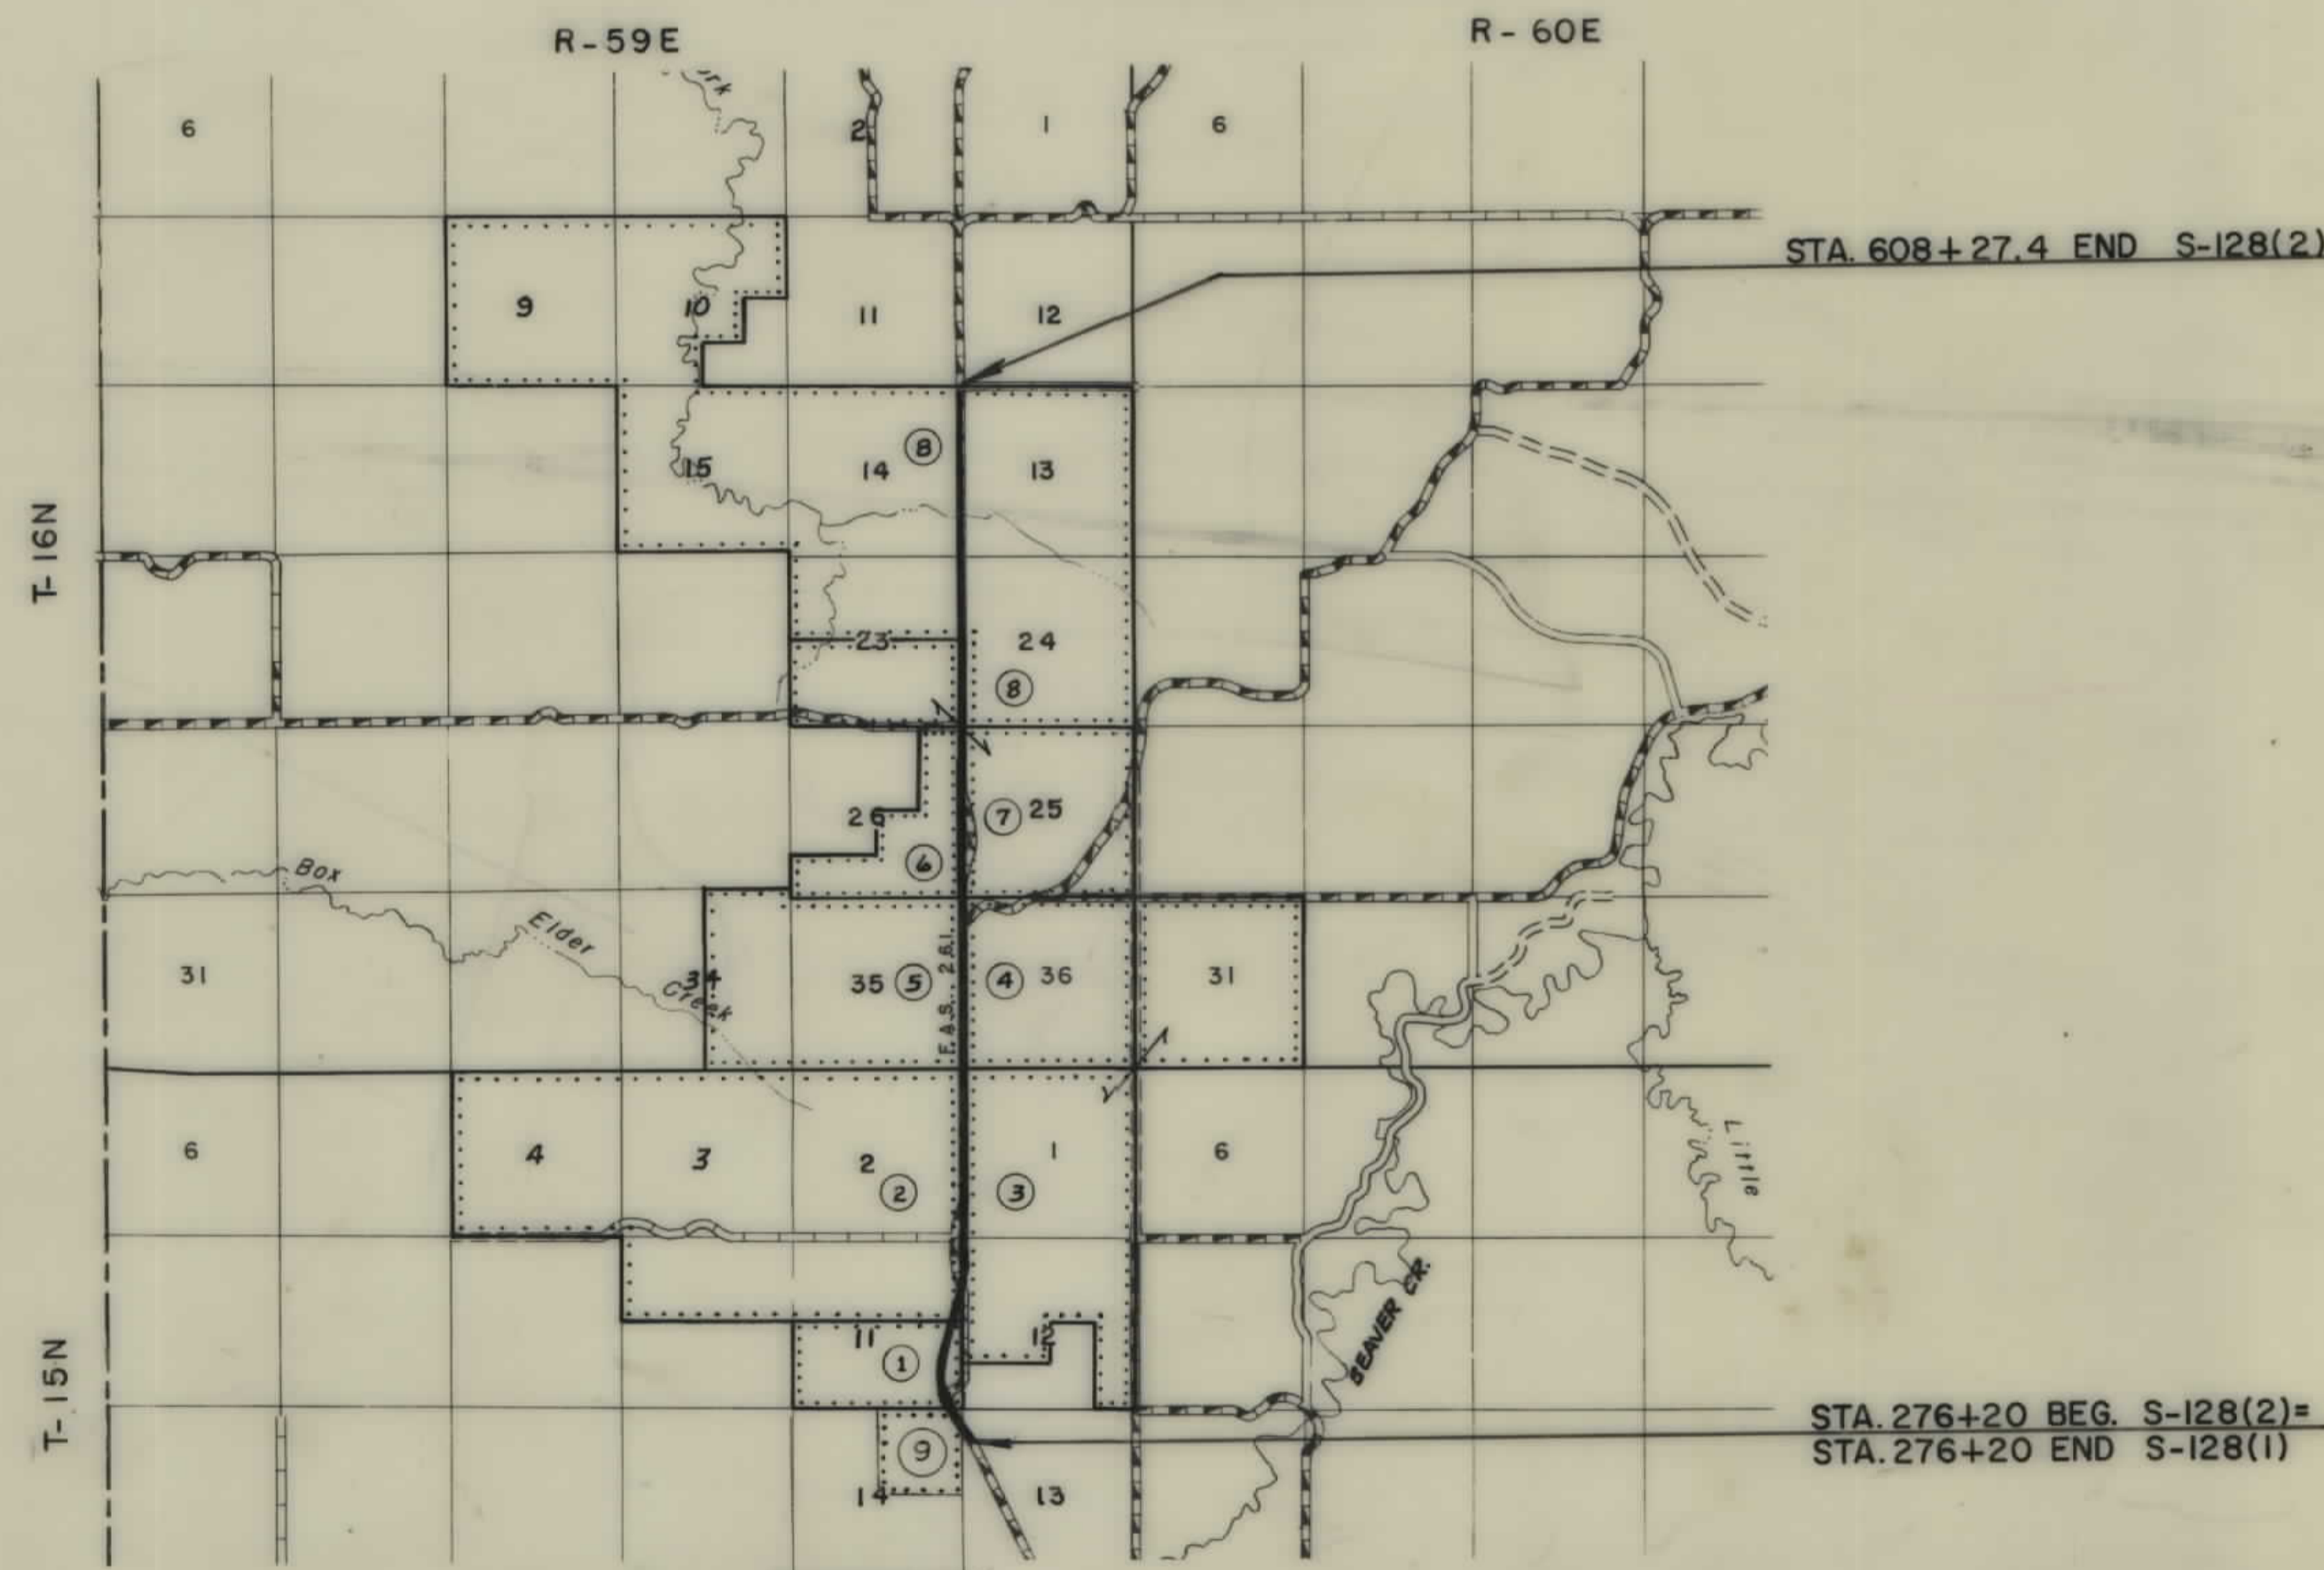 R-59E
R-60E
ork
6
2
1
6
STA. 608+27.4 END S-128(2)
9
10
11
12
T-16N
15
14
8
13
23
24
8
26
7
25
6
Box
Elder
Creek
31
34
35
5
F.A.S. 261
4
36
31
6
4
3
2
2
1
3
6
Little
T-15N
11
1
12
BEAVER CR.
STA. 276+20 BEG. S-128(2)=
STA. 276+20 END S-128(1)
9
14
13